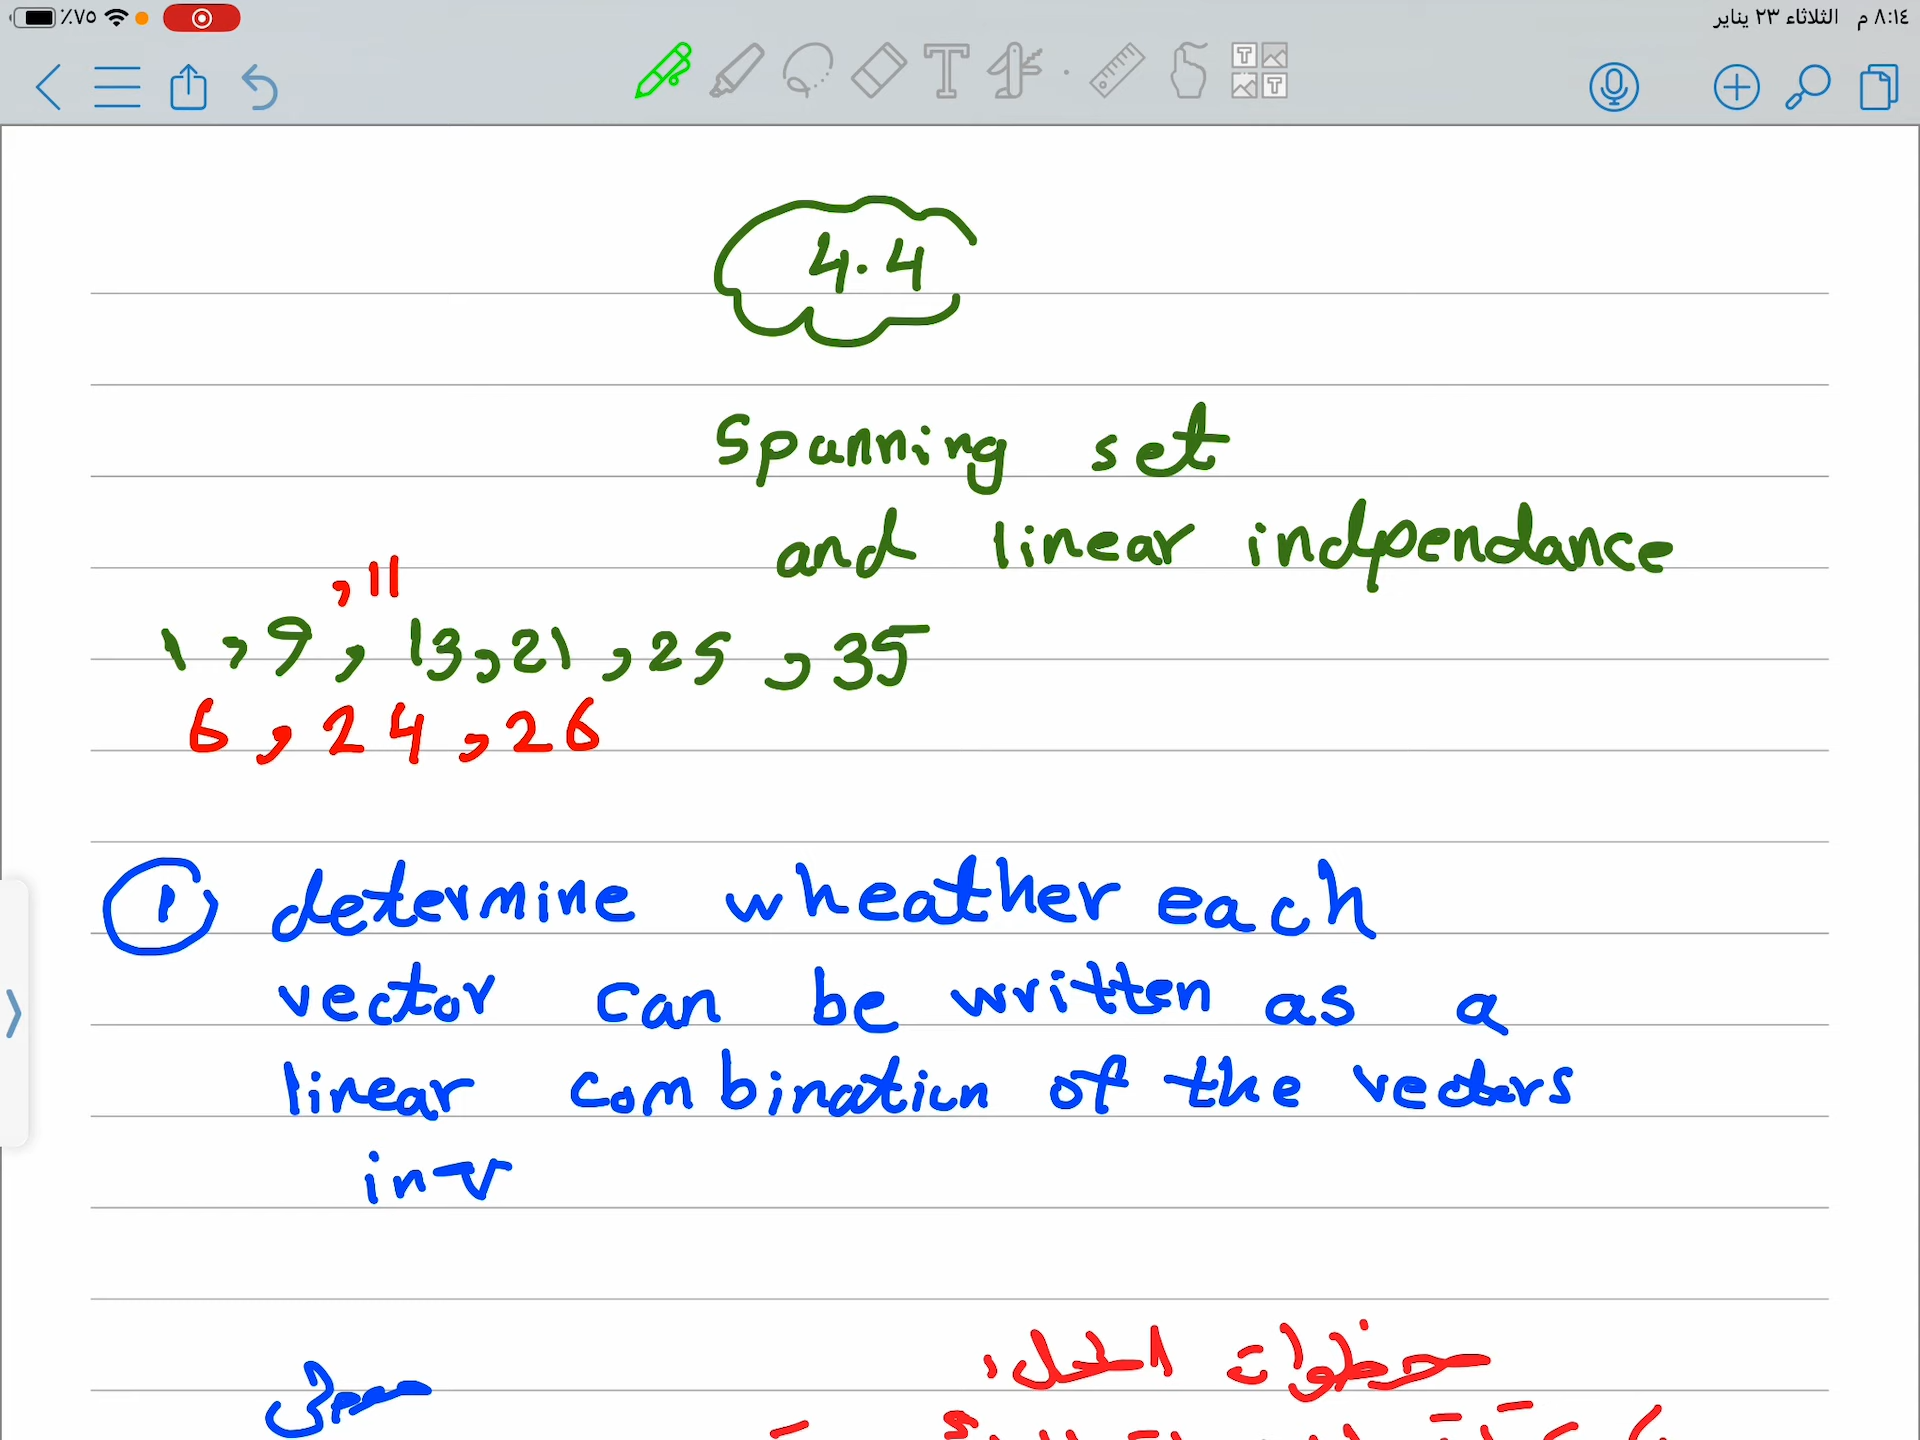 ٪٧٥
٨:١٤ م الثلاثاء ٢٣ يناير
4.4
Spanning set
and linear indpendance
,11
1 , 9 , 13 , 21 , 25 , 35
6 , 24 , 26
1 determine wheather each
vector can be written as a
linear combination of the vectors
in V
خطوات الحل: